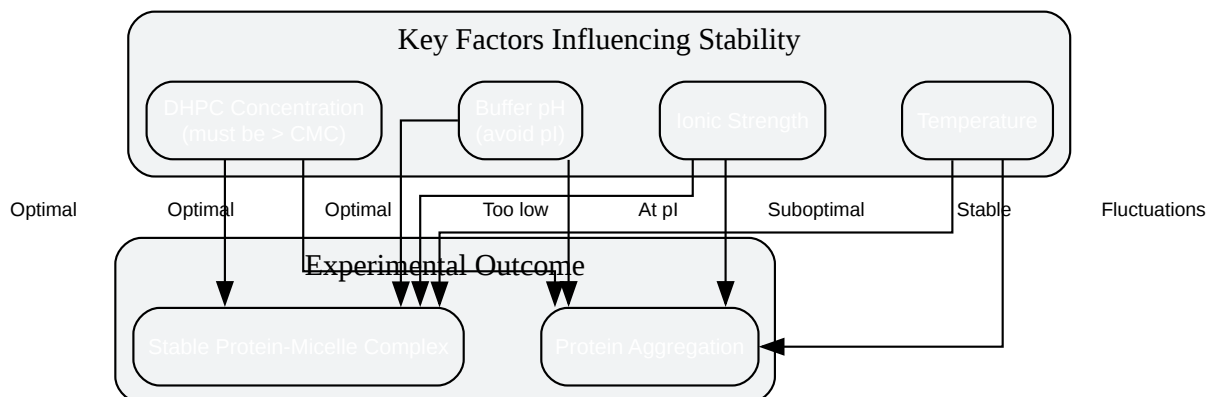 Key Factors Influencing Stability
DHPC Concentration
(must be > CMC)
Buffer pH
(avoid pI)
Ionic Strength
Temperature
Optimal
Optimal
Optimal
Too low
At pI
Suboptimal
Stable
Fluctuations
Experimental Outcome
Stable Protein-Micelle Complex
Protein Aggregation